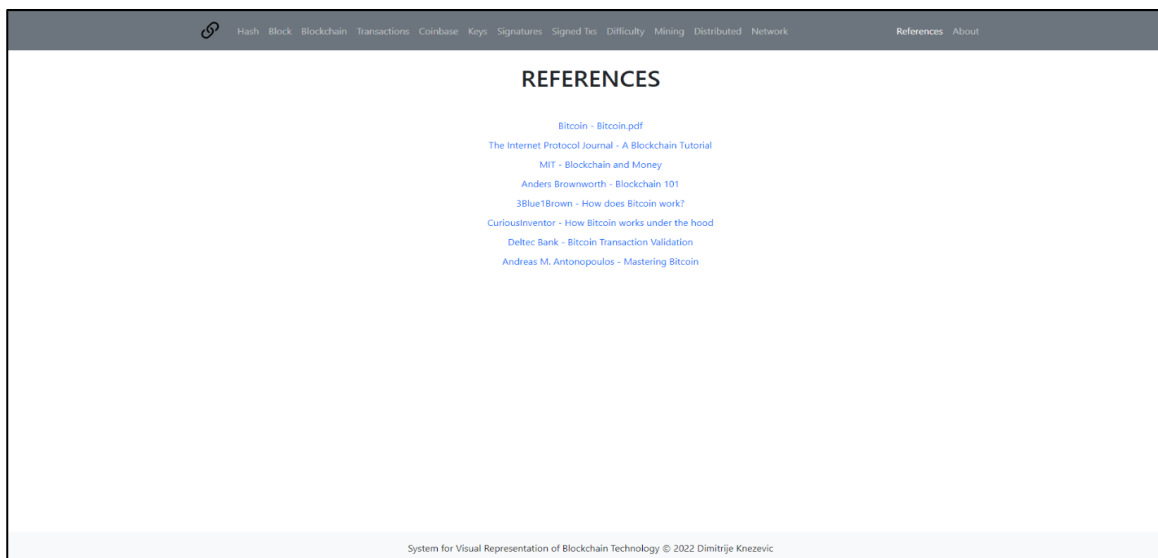 Hash Block Blockchain Transactions Coinbase Keys Signatures Signed Txs Difficulty Mining Distributed Network References About
REFERENCES
Bitcoin - Bitcoin.pdf
The Internet Protocol Journal - A Blockchain Tutorial
MIT - Blockchain and Money
Anders Brownworth - Blockchain 101
3Blue1Brown - How does Bitcoin work?
CuriousInventor - How Bitcoin works under the hood
Deltec Bank - Bitcoin Transaction Validation
Andreas M. Antonopoulos - Mastering Bitcoin
System for Visual Representation of Blockchain Technology © 2022 Dimitrije Knezevic